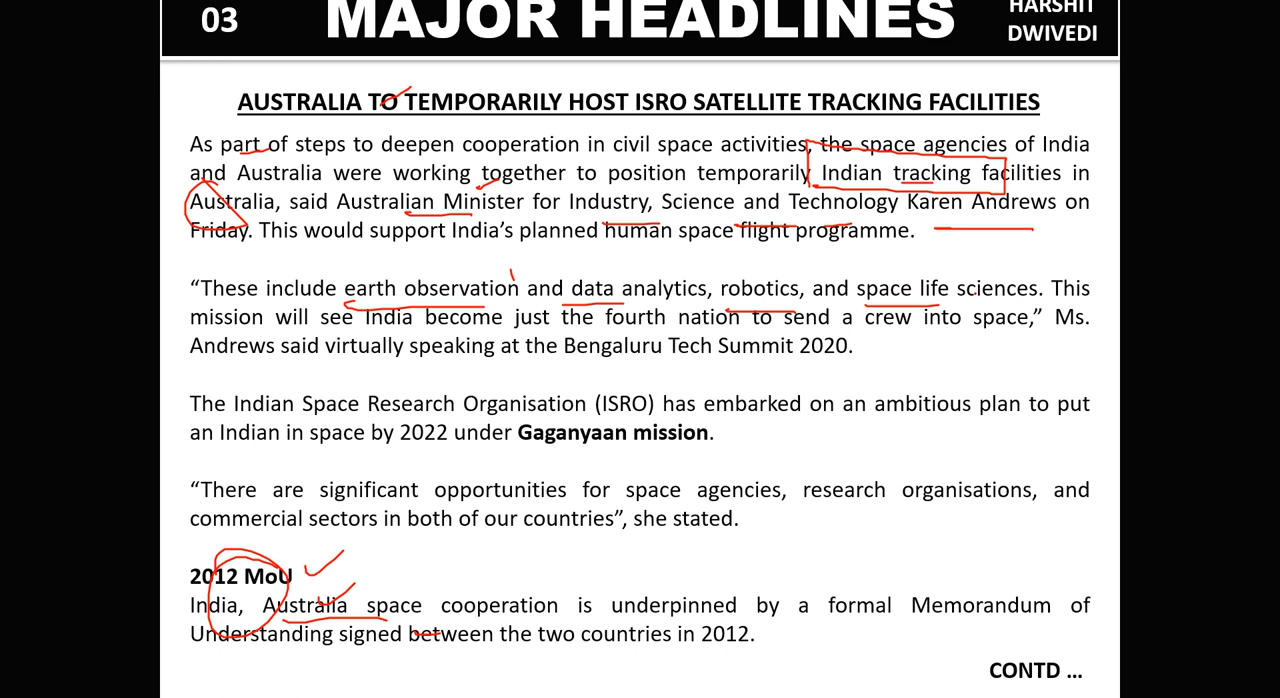 03
MAJOR HEADLINES
HARSHIT
DWIVEDI
AUSTRALIA TO TEMPORARILY HOST ISRO SATELLITE TRACKING FACILITIES
As part of steps to deepen cooperation in civil space activities, the space agencies of India
and Australia were working together to position temporarily Indian tracking facilities in
Australia, said Australian Minister for Industry, Science and Technology Karen Andrews on
Friday. This would support India's planned human space flight programme.
“These include earth observation and data analytics, robotics, and space life sciences. This
mission will see India become just the fourth nation to send a crew into space,” Ms.
Andrews said virtually speaking at the Bengaluru Tech Summit 2020.
The Indian Space Research Organisation (ISRO) has embarked on an ambitious plan to put
an Indian in space by 2022 under Gaganyaan mission.
“There are significant opportunities for space agencies, research organisations, and
commercial sectors in both of our countries”, she stated.
2012 MoU
India, Australia space cooperation is underpinned by a formal Memorandum of
Understanding signed between the two countries in 2012.
CONTD ...